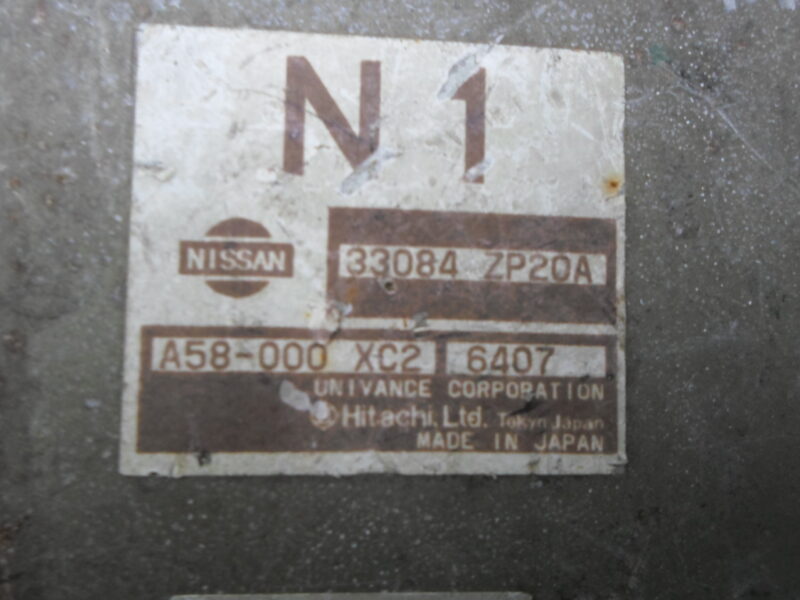 N 1
NISSAN
33084 ZP20A
A58-000 XC2 6407
UNIVANCE CORPORATION
Hitachi, Ltd. Tokyo Japan
MADE IN JAPAN